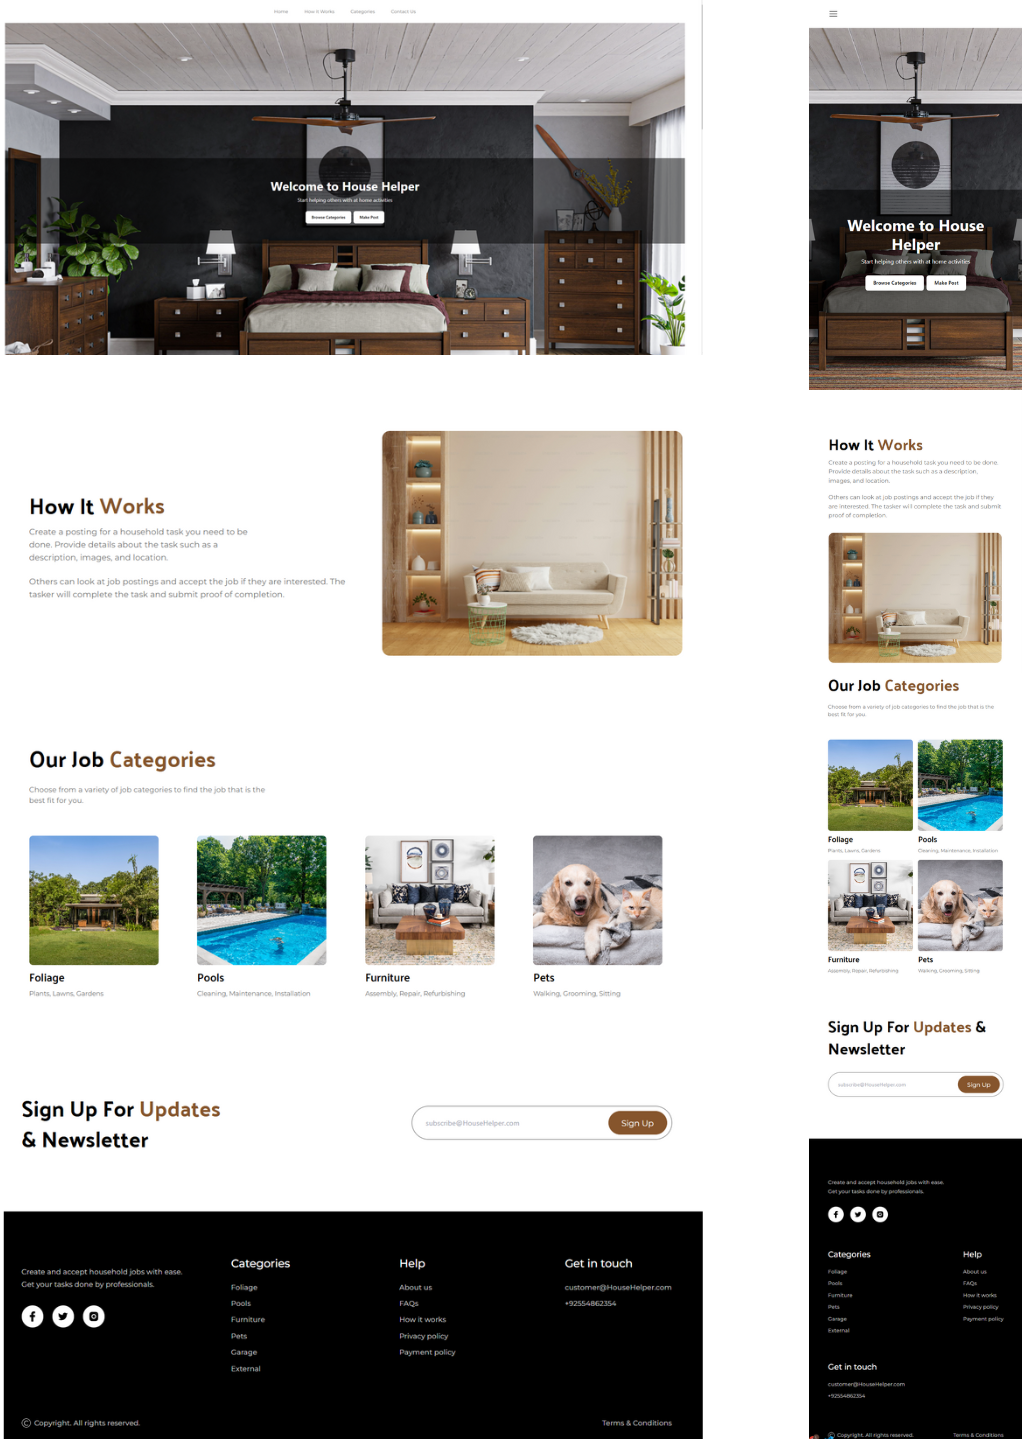 Home How It Works Categories Contact Us
Welcome to House Helper
Start helping others with at home activities
Browse Categories Make Post
How It Works
Create a posting for a household task you need to be
done. Provide details about the task such as a
description, images, and location.
Others can look at job postings and accept the job if they are interested. The
tasker will complete the task and submit proof of completion.
Our Job Categories
Choose from a variety of job categories to find the job that is the
best fit for you.
Foliage
Plants, Lawns, Gardens
Pools
Cleaning, Maintenance, Installation
Furniture
Assembly, Repair, Refurbishing
Pets
Walking, Grooming, Sitting
Sign Up For Updates
& Newsletter
subscribe@HouseHelper.com
Sign Up
Create and accept household jobs with ease.
Get your tasks done by professionals.
Categories
Foliage
Pools
Furniture
Pets
Garage
External
Help
About us
FAQs
How it works
Privacy policy
Payment policy
Get in touch
customer@HouseHelper.com
+92554862354
© Copyright. All rights reserved.
Terms & Conditions
Welcome to House
Helper
Start helping others with at home activities
Browse Categories Make Post
How It Works
Create a posting for a household task you need to be done.
Provide details about the task such as a description,
images, and location.
Others can look at job postings and accept the job if they
are interested. The tasker will complete the task and submit
proof of completion.
Our Job Categories
Choose from a variety of job categories to find the job that is the
best fit for you.
Foliage
Plants, Lawns, Gardens
Pools
Cleaning, Maintenance, Installation
Furniture
Assembly, Repair, Refurbishing
Pets
Walking, Grooming, Sitting
Sign Up For Updates &
Newsletter
subscribe@HouseHelper.com
Sign Up
Create and accept household jobs with ease.
Get your tasks done by professionals.
Categories
Foliage
Pools
Furniture
Pets
Garage
External
Help
About us
FAQs
How it works
Privacy policy
Payment policy
Get in touch
customer@HouseHelper.com
+92554862354
© Copyright. All rights reserved.
Terms & Conditions